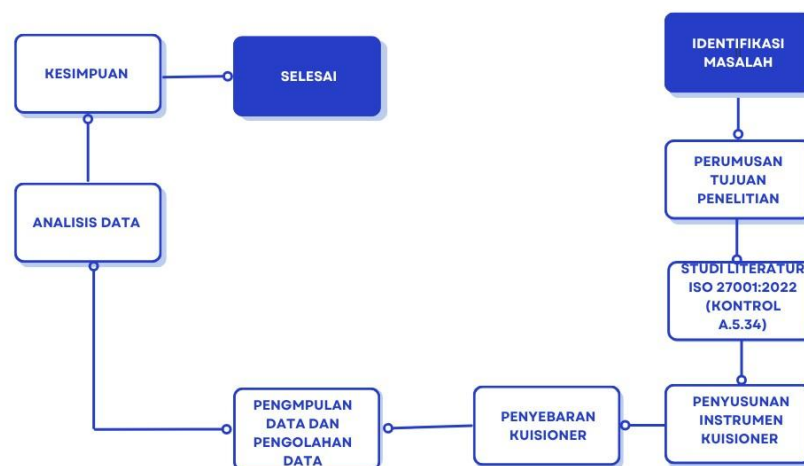 KESIMPUAN
SELESAI
IDENTIFIKASI
MASALAH
PERUMUSAN
TUJUAN
PENELITIAN
ANALISIS DATA
STUDI LITERATUR
ISO 27001:2022
(KONTROL
A.5.34)
PENGMPULAN
DATA DAN
PENGOLAHAN
DATA
PENYEBARAN
KUISIONER
PENYUSUNAN
INSTRUMEN
KUISIONER